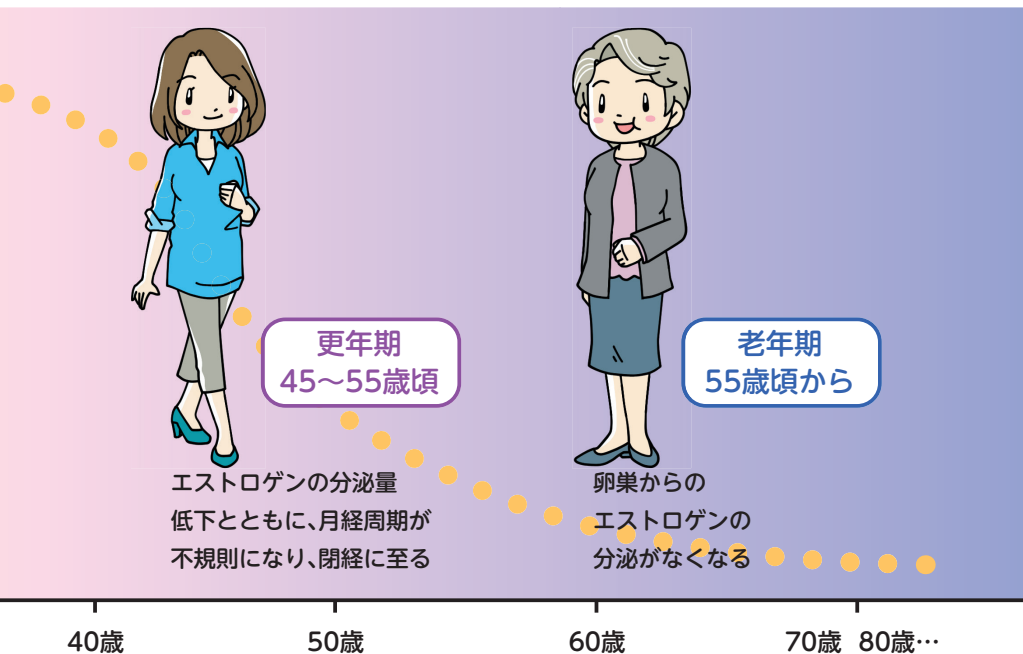 更年期
45〜55歳頃
老年期
55歳頃から
エストロゲンの分泌量
低下とともに、月経周期が
不規則になり、閉経に至る
卵巣からの
エストロゲンの
分泌がなくなる
40歳
50歳
60歳
70歳
80歳…